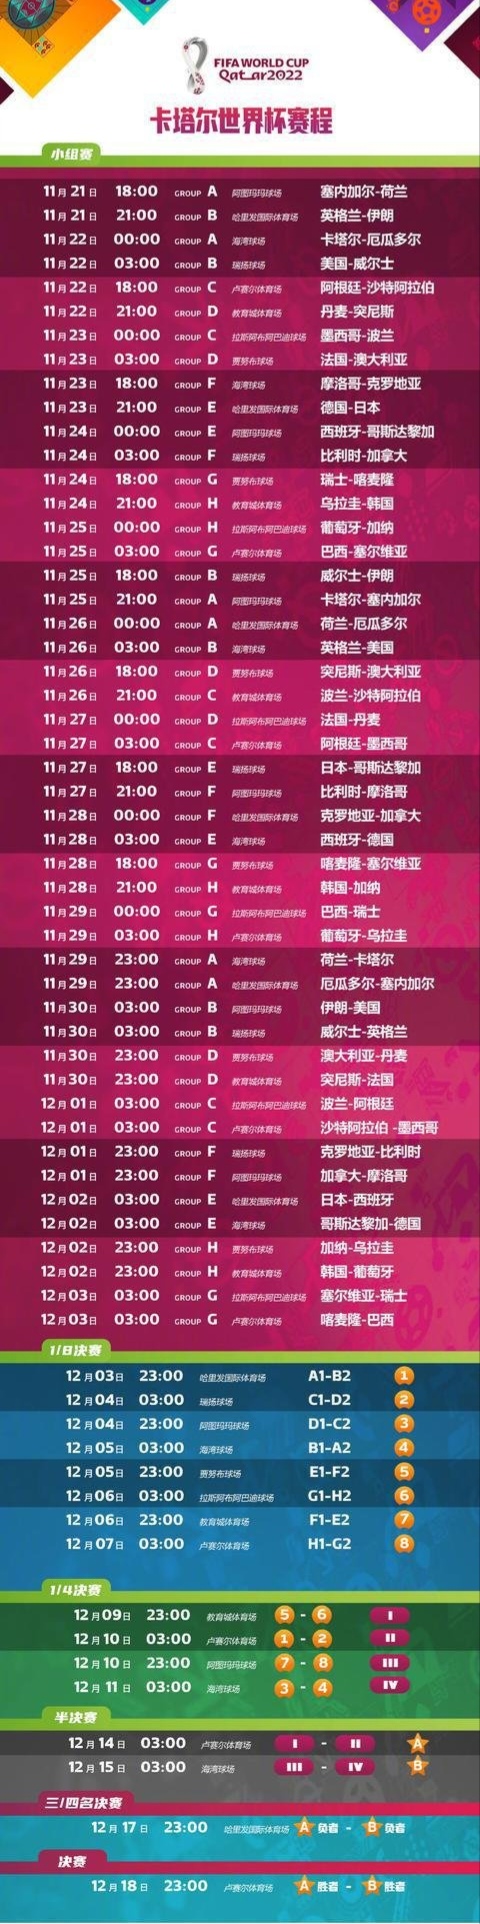 FIFA WORLD CUP
Qatar2022
卡塔尔世界杯赛程
小组赛
11月21日 18:00 GROUP A 阿图玛玛球场 塞内加尔-荷兰
11月21日 21:00 GROUP B 哈里发国际体育场 英格兰-伊朗
11月22日 00:00 GROUP A 海湾球场 卡塔尔-厄瓜多尔
11月22日 03:00 GROUP B 瑞扬球场 美国-威尔士
11月22日 18:00 GROUP C 卢赛尔体育场 阿根廷-沙特阿拉伯
11月22日 21:00 GROUP D 教育城体育场 丹麦-突尼斯
11月23日 00:00 GROUP C 拉斯阿布阿巴迪球场 墨西哥-波兰
11月23日 03:00 GROUP D 贾努布球场 法国-澳大利亚
11月23日 18:00 GROUP F 海湾球场 摩洛哥-克罗地亚
11月23日 21:00 GROUP E 哈里发国际体育场 德国-日本
11月24日 00:00 GROUP E 阿图玛玛球场 西班牙-哥斯达黎加
11月24日 03:00 GROUP F 瑞扬球场 比利时-加拿大
11月24日 18:00 GROUP G 贾努布球场 瑞士-喀麦隆
11月24日 21:00 GROUP H 教育城体育场 乌拉圭-韩国
11月25日 00:00 GROUP H 拉斯阿布阿巴迪球场 葡萄牙-加纳
11月25日 03:00 GROUP G 卢赛尔体育场 巴西-塞尔维亚
11月25日 18:00 GROUP B 瑞扬球场 威尔士-伊朗
11月25日 21:00 GROUP A 阿图玛玛球场 卡塔尔-塞内加尔
11月26日 00:00 GROUP A 哈里发国际体育场 荷兰-厄瓜多尔
11月26日 03:00 GROUP B 海湾球场 英格兰-美国
11月26日 18:00 GROUP D 贾努布球场 突尼斯-澳大利亚
11月26日 21:00 GROUP C 教育城体育场 波兰-沙特阿拉伯
11月27日 00:00 GROUP D 拉斯阿布阿巴迪球场 法国-丹麦
11月27日 03:00 GROUP C 卢赛尔体育场 阿根廷-墨西哥
11月27日 18:00 GROUP E 瑞扬球场 日本-哥斯达黎加
11月27日 21:00 GROUP F 阿图玛玛球场 比利时-摩洛哥
11月28日 00:00 GROUP F 哈里发国际体育场 克罗地亚-加拿大
11月28日 03:00 GROUP E 海湾球场 西班牙-德国
11月28日 18:00 GROUP G 贾努布球场 喀麦隆-塞尔维亚
11月28日 21:00 GROUP H 教育城体育场 韩国-加纳
11月29日 00:00 GROUP G 拉斯阿布阿巴迪球场 巴西-瑞士
11月29日 03:00 GROUP H 卢赛尔体育场 葡萄牙-乌拉圭
11月29日 23:00 GROUP A 海湾球场 荷兰-卡塔尔
11月29日 23:00 GROUP A 哈里发国际体育场 厄瓜多尔-塞内加尔
11月30日 03:00 GROUP B 阿图玛玛球场 伊朗-美国
11月30日 03:00 GROUP B 瑞扬球场 威尔士-英格兰
11月30日 23:00 GROUP D 贾努布球场 澳大利亚-丹麦
11月30日 23:00 GROUP D 教育城体育场 突尼斯-法国
12月01日 03:00 GROUP C 拉斯阿布阿巴迪球场 波兰-阿根廷
12月01日 03:00 GROUP C 卢赛尔体育场 沙特阿拉伯 -墨西哥
12月01日 23:00 GROUP F 瑞扬球场 克罗地亚-比利时
12月01日 23:00 GROUP F 阿图玛玛球场 加拿大-摩洛哥
12月02日 03:00 GROUP E 哈里发国际体育场 日本-西班牙
12月02日 03:00 GROUP E 海湾球场 哥斯达黎加-德国
12月02日 23:00 GROUP H 贾努布球场 加纳-乌拉圭
12月02日 23:00 GROUP H 教育城体育场 韩国-葡萄牙
12月03日 03:00 GROUP G 拉斯阿布阿巴迪球场 塞尔维亚-瑞士
12月03日 03:00 GROUP G 卢赛尔体育场 喀麦隆-巴西
1/8决赛
12月03日 23:00 哈里发国际体育场 A1-B2 1
12月04日 03:00 瑞扬球场 C1-D2 2
12月04日 23:00 阿图玛玛球场 D1-C2 3
12月05日 03:00 海湾球场 B1-A2 4
12月05日 23:00 贾努布球场 E1-F2 5
12月06日 03:00 拉斯阿布阿巴迪球场 G1-H2 6
12月06日 23:00 教育城体育场 F1-E2 7
12月07日 03:00 卢赛尔体育场 H1-G2 8
1/4决赛
12月09日 23:00 教育城体育场 5 - 6 I
12月10日 03:00 卢赛尔体育场 1 - 2 II
12月10日 23:00 阿图玛玛球场 7 - 8 III
12月11日 03:00 海湾球场 3 - 4 IV
半决赛
12月14日 03:00 卢赛尔体育场 I - II A
12月15日 03:00 海湾球场 III - IV B
三/四名决赛
12月17日 23:00 哈里发国际体育场 A 负者 - B 负者
决赛
12月18日 23:00 卢赛尔体育场 A 胜者 - B 胜者